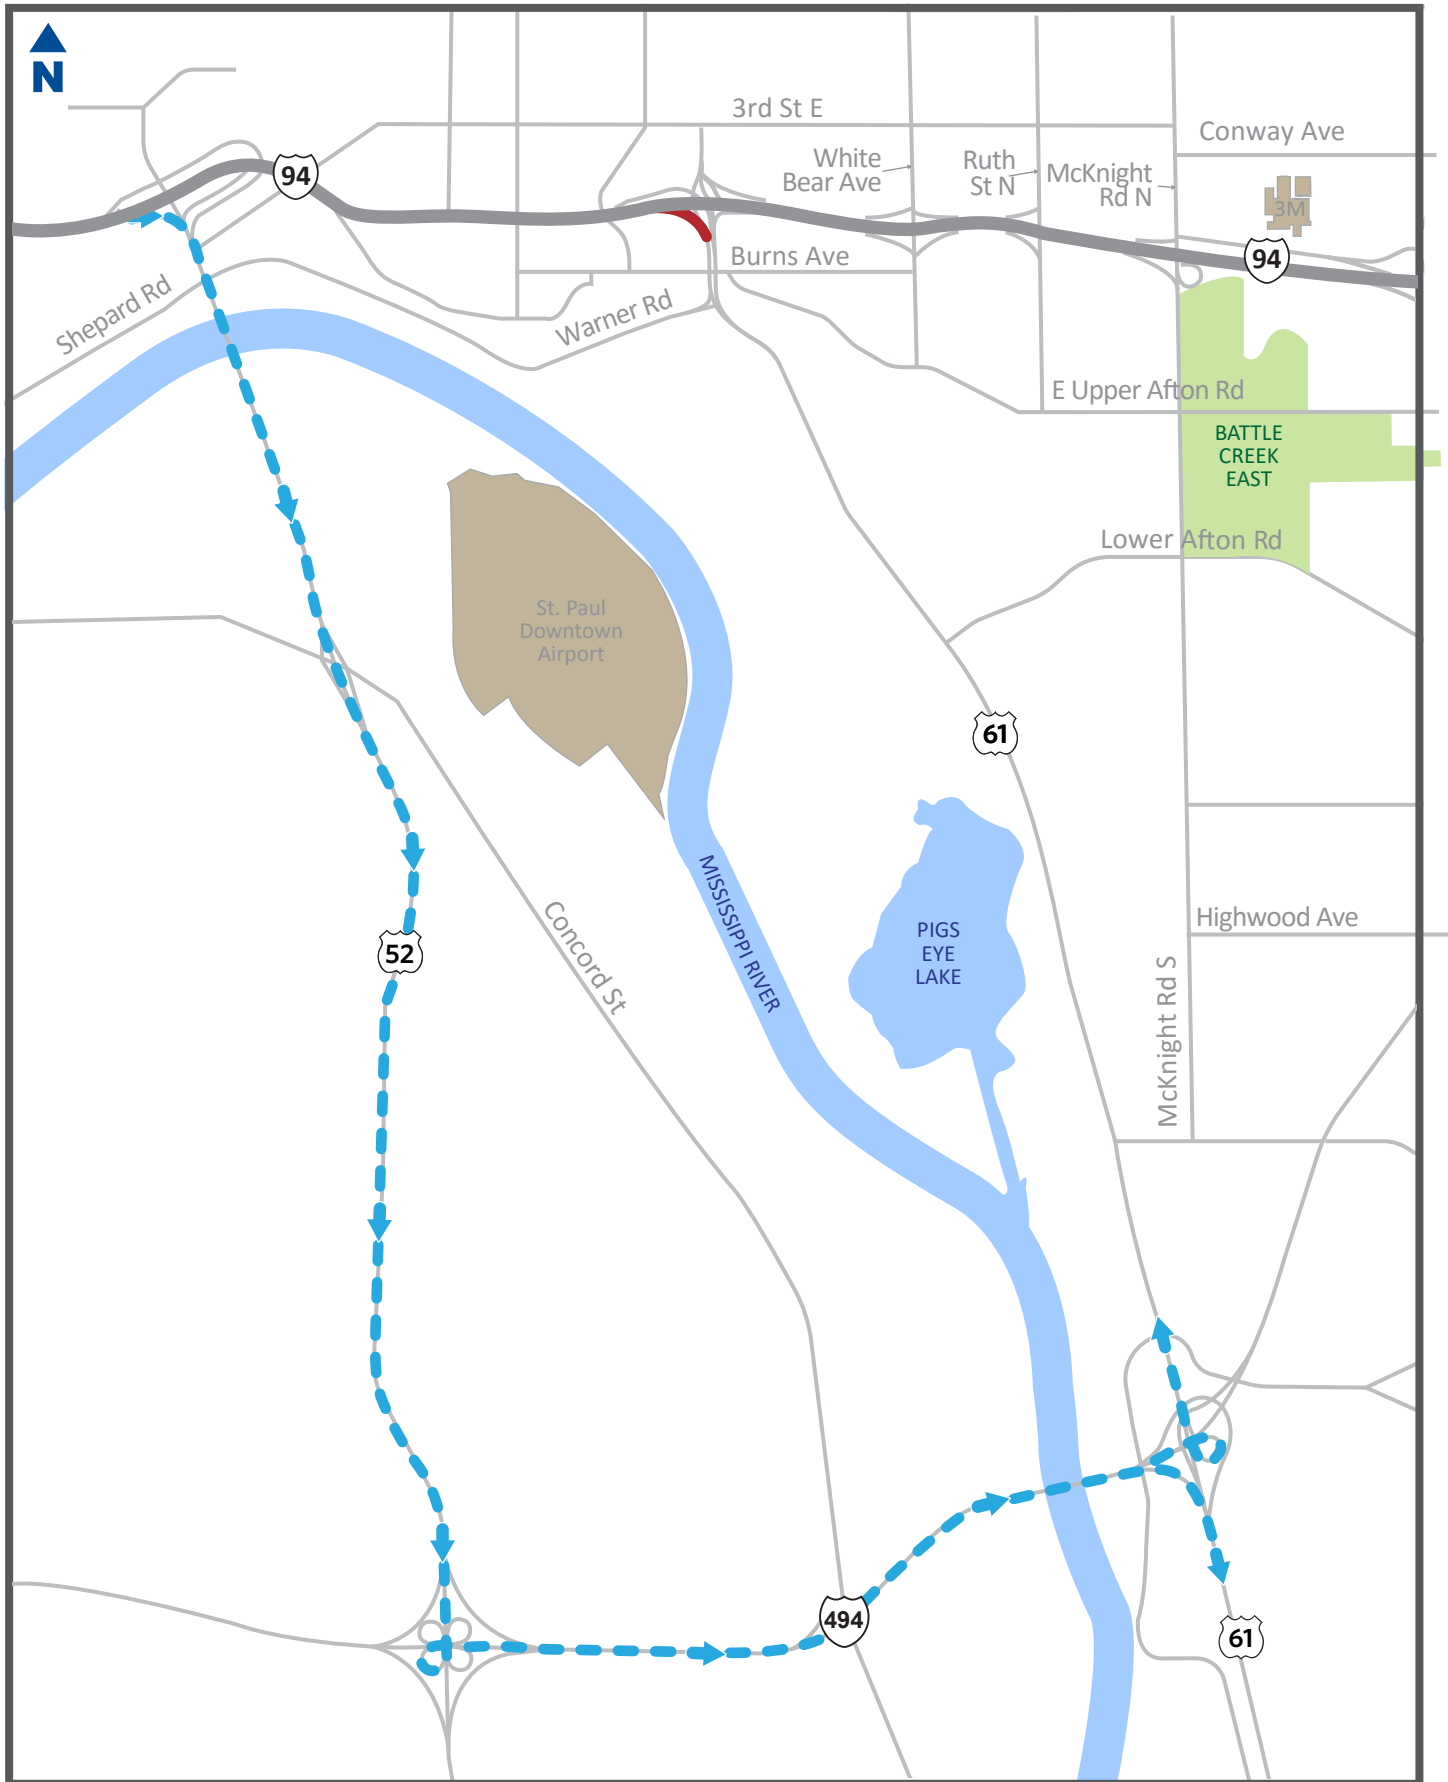 N
3rd St E
Conway Ave
White
Bear Ave
Ruth
St N
McKnight
Rd N
94
3M
94
Burns Ave
Shepard Rd
Warner Rd
E Upper Afton Rd
BATTLE
CREEK
EAST
Lower Afton Rd
St. Paul
Downtown
Airport
61
MISSISSIPPI RIVER
Concord St
52
PIGS
EYE
LAKE
Highwood Ave
McKnight Rd S
494
61